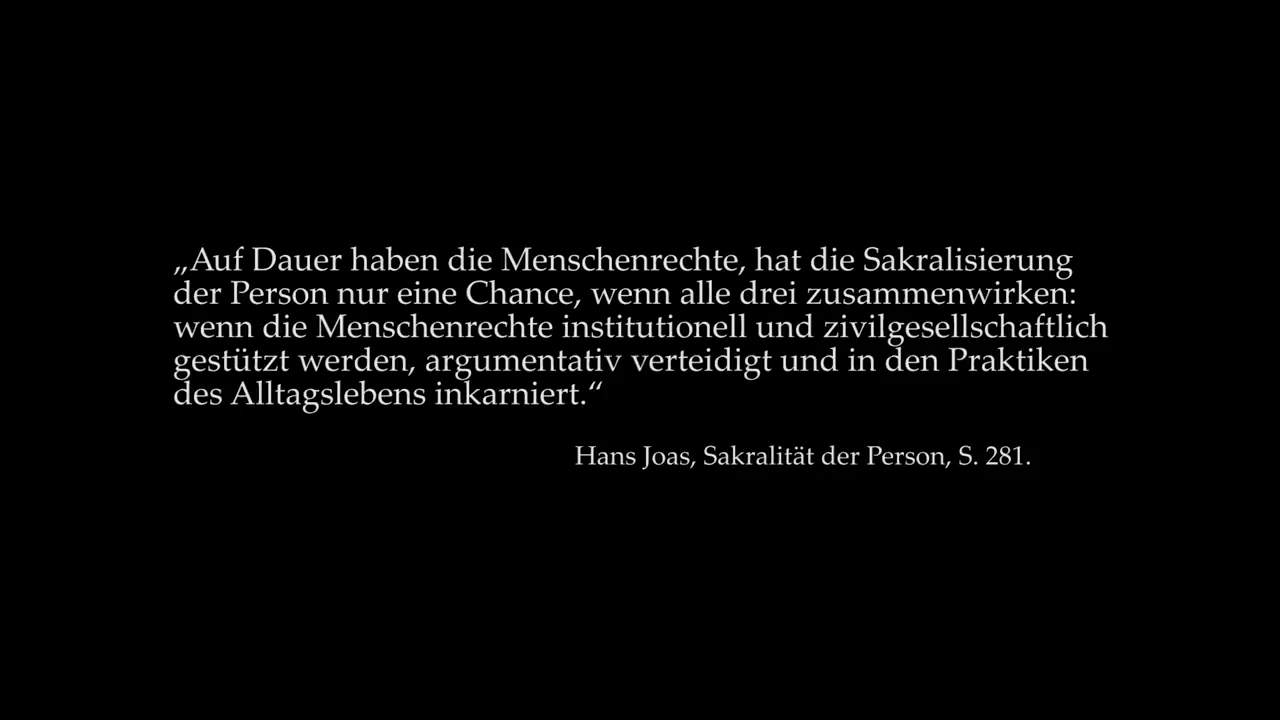 „Auf Dauer haben die Menschenrechte, hat die Sakralisierung
der Person nur eine Chance, wenn alle drei zusammenwirken:
wenn die Menschenrechte institutionell und zivilgesellschaftlich
gestützt werden, argumentativ verteidigt und in den Praktiken
des Alltagslebens inkarniert.“
Hans Joas, Sakralität der Person, S. 281.